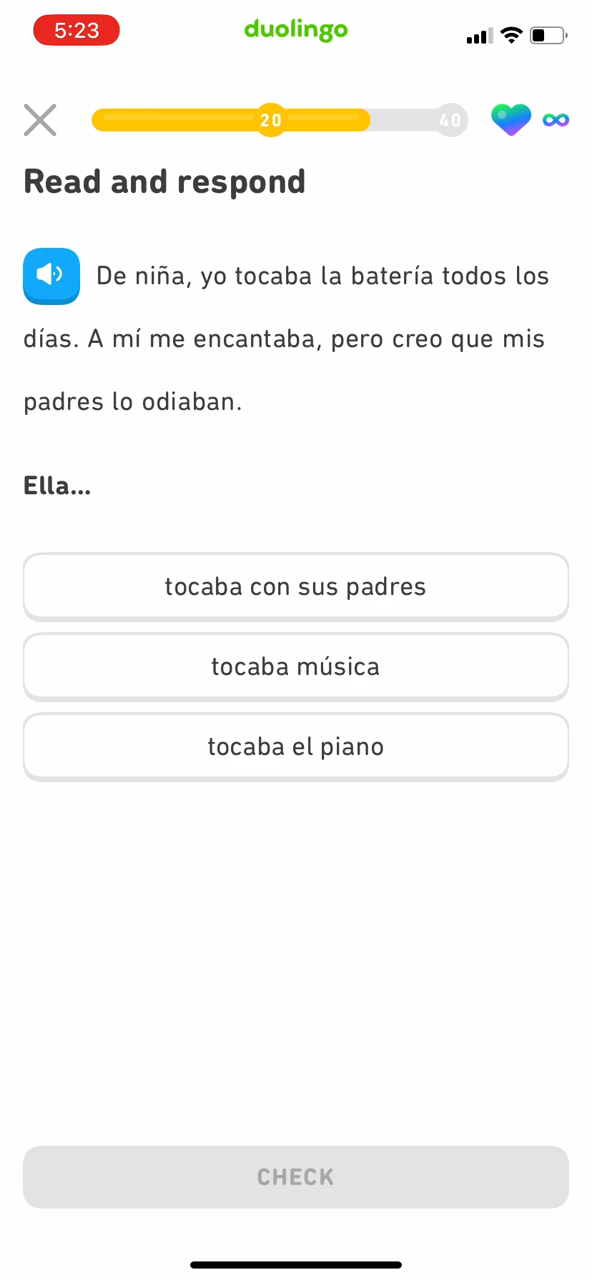 5:23
duolingo
20
40
Read and respond
De niña, yo tocaba la batería todos los
días. A mí me encantaba, pero creo que mis
padres lo odiaban.
Ella...
tocaba con sus padres
tocaba música
tocaba el piano
CHECK